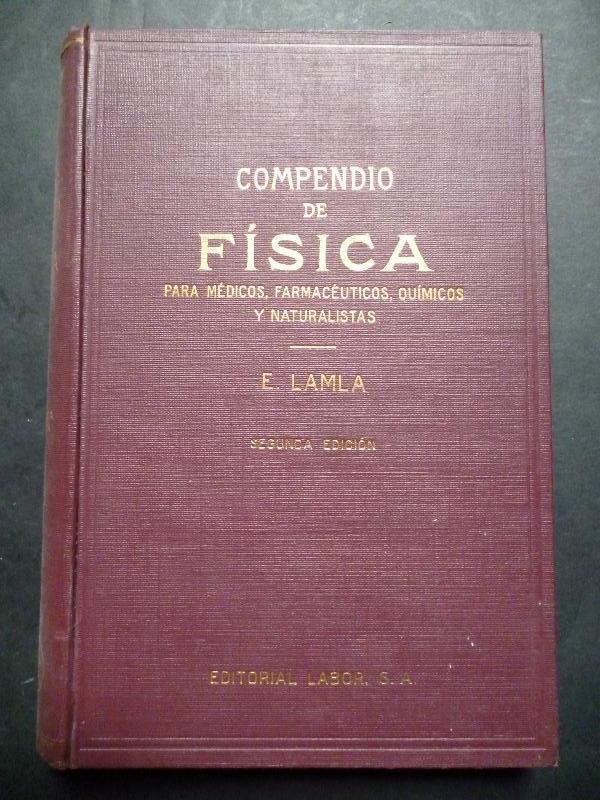 COMPENDIO
DE
FÍSICA
PARA MÉDICOS, FARMACÉUTICOS, QUÍMICOS
Y NATURALISTAS
E. LAMLA
SEGUNDA EDICIÓN
EDITORIAL LABOR, S. A.